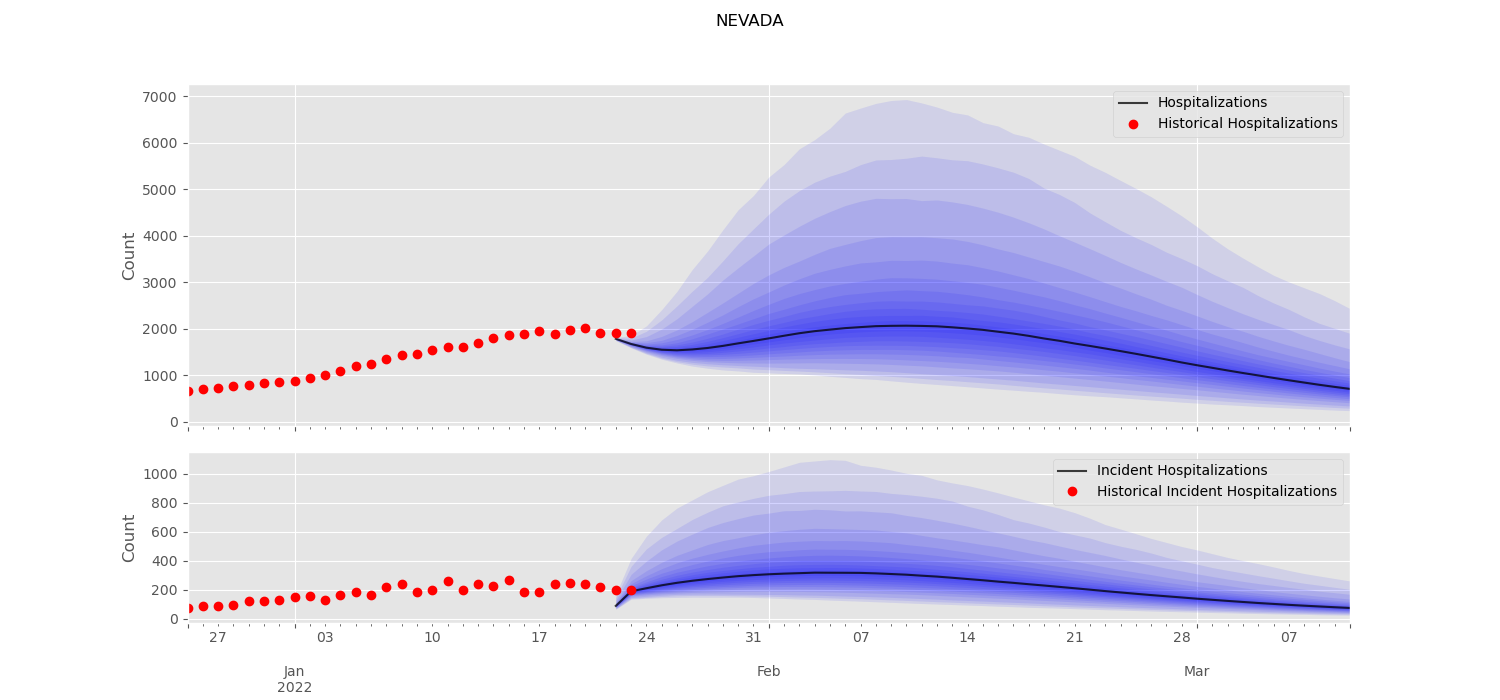 NEVADA
7000
6000
5000
4000
3000
2000
1000
0
Count
Hospitalizations
Historical Hospitalizations
1000
800
600
400
200
0
Count
Incident Hospitalizations
Historical Incident Hospitalizations
27 03 10 17 24 31 07 14 21 28 07
Jan Feb Mar
2022